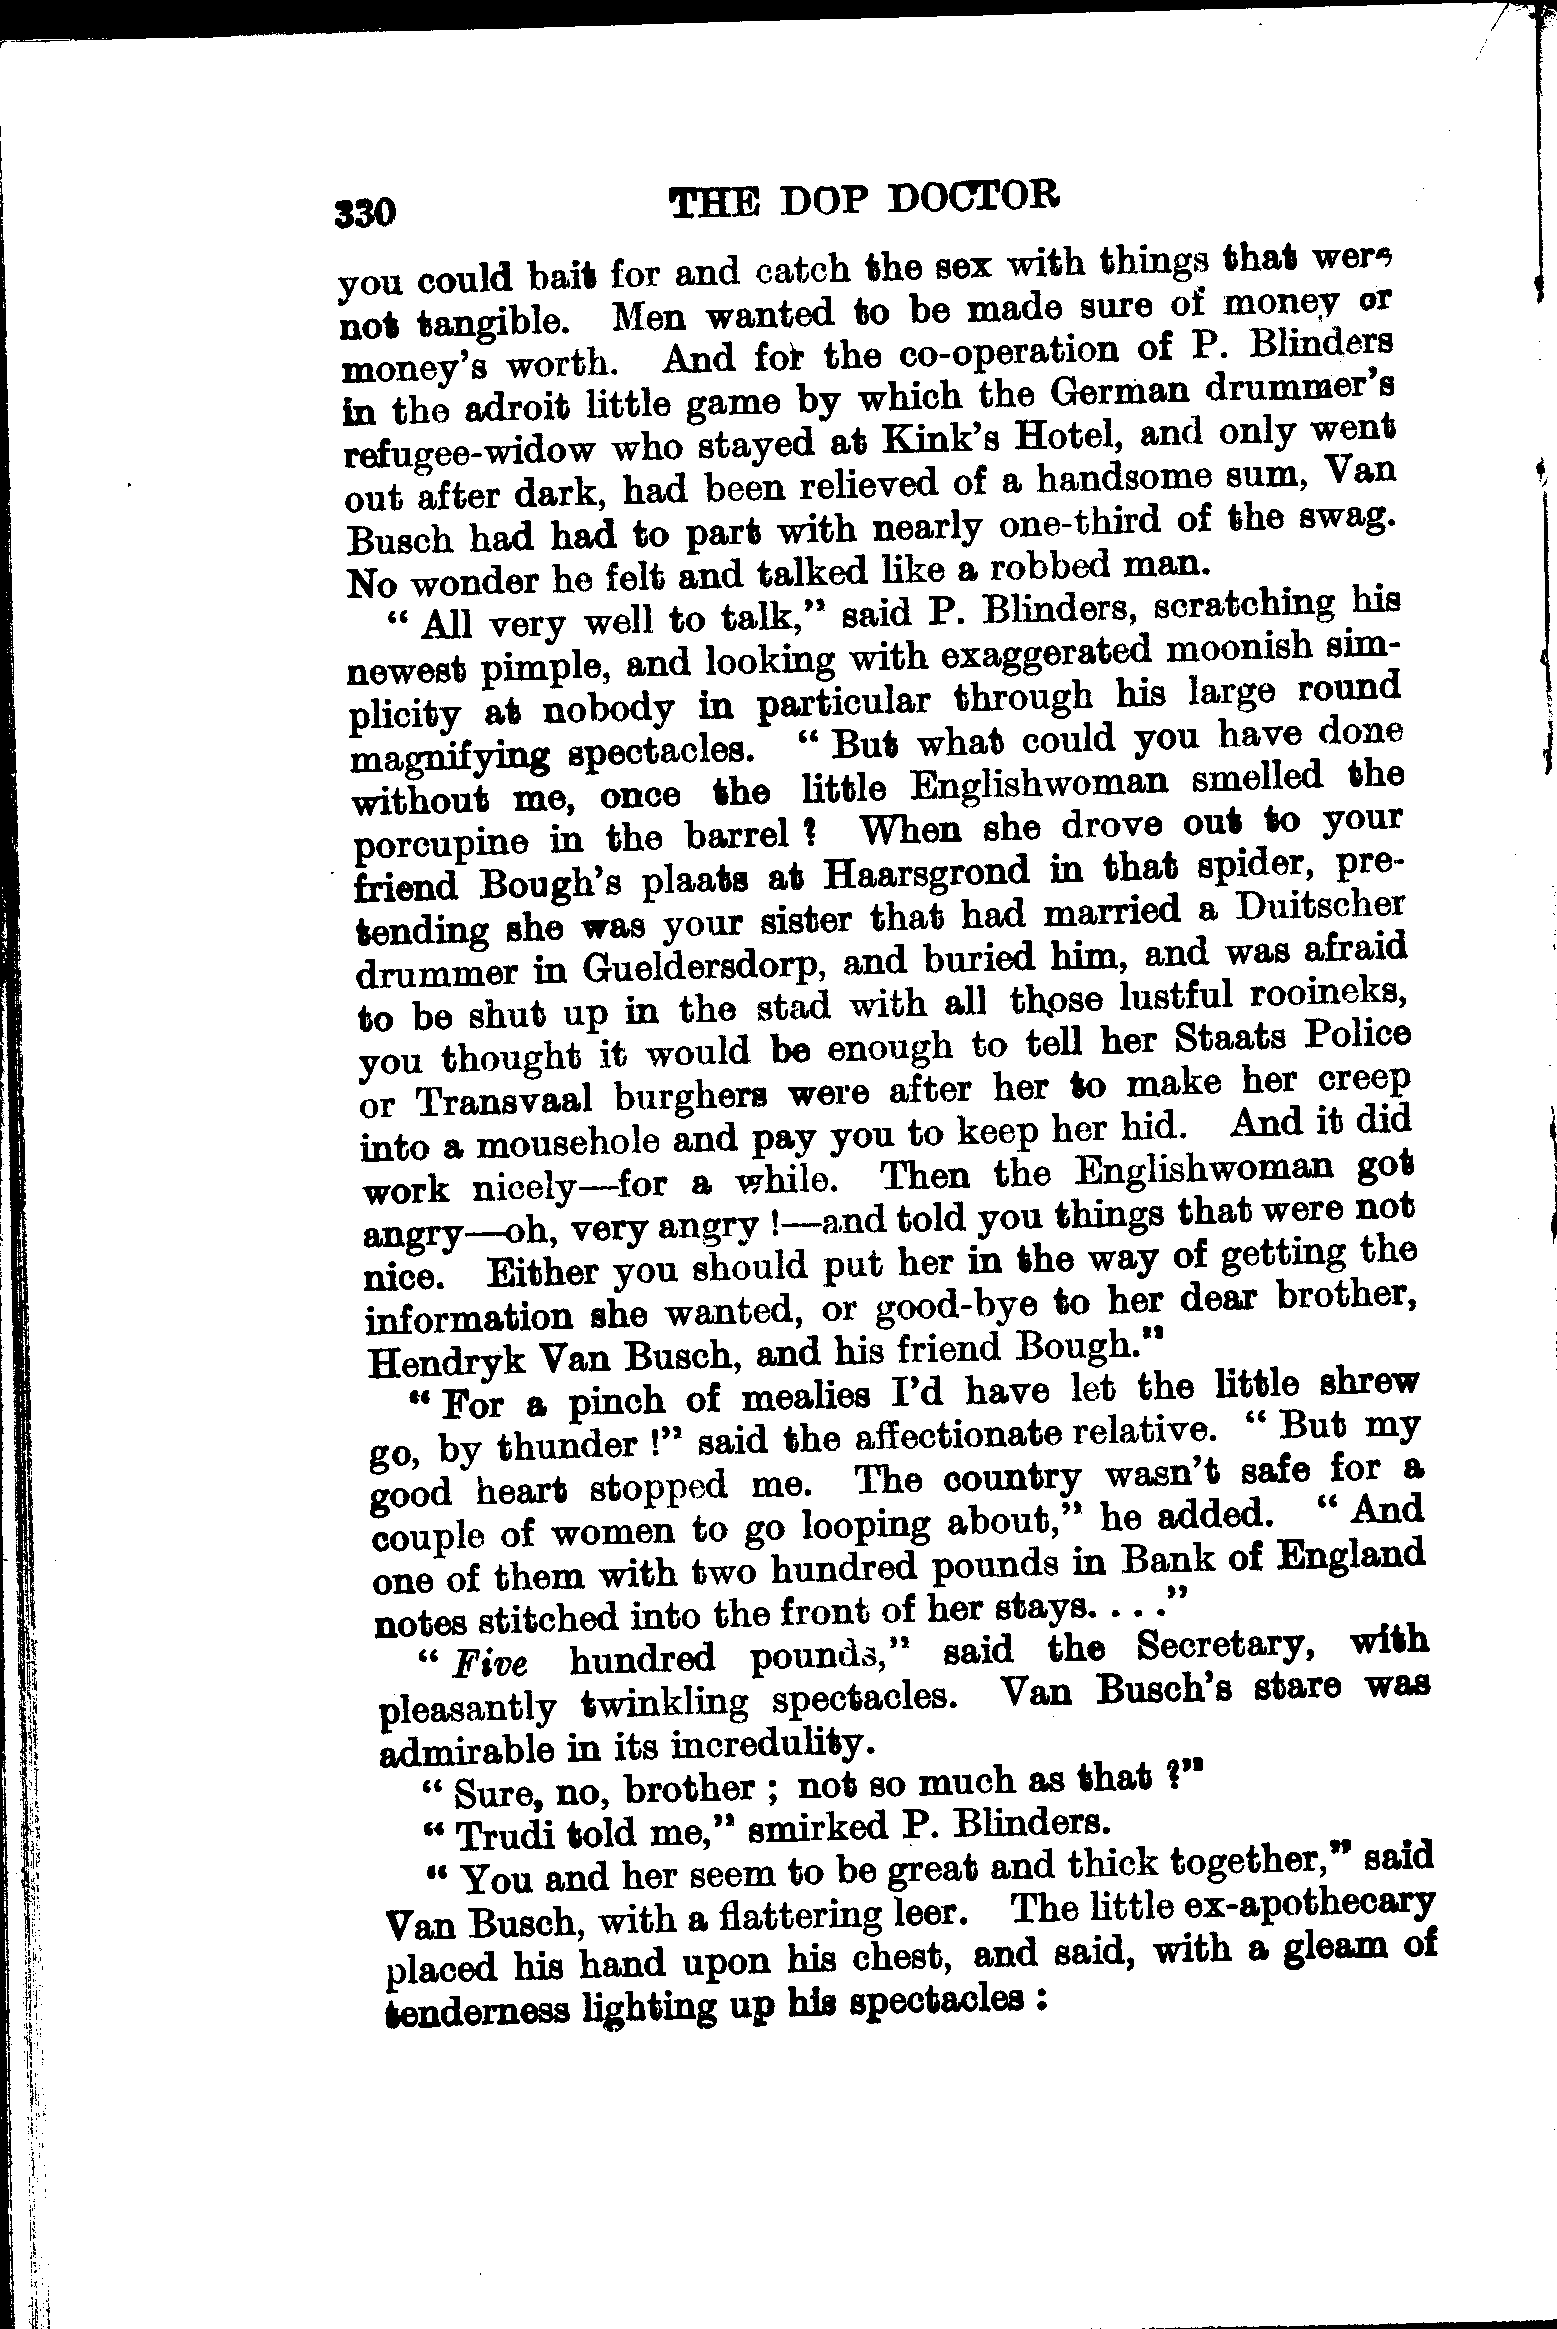 330 THE DOP DOCTOR
you could bait for and catch the sex with things that were
not tangible. Men wanted to be made sure of money or
money's worth. And for the co-operation of P. Blinders
in the adroit little game by which the German drummer's
refugee-widow who stayed at Kink's Hotel, and only went
out after dark, had been relieved of a handsome sum, Van
Busch had had to part with nearly one-third of the swag.
No wonder he felt and talked like a robbed man.
“ All very well to talk,” said P. Blinders, scratching his
newest pimple, and looking with exaggerated moonish sim-
plicity at nobody in particular through his large round
magnifying spectacles. “ But what could you have done
without me, once the little Englishwoman smelled the
porcupine in the barrel ? When she drove out to your
friend Bough's plaats at Haarsgrond in that spider, pre-
tending she was your sister that had married a Duitscher
drummer in Gueldersdorp, and buried him, and was afraid
to be shut up in the stad with all those lustful rooineks,
you thought it would be enough to tell her Staats Police
or Transvaal burghers were after her to make her creep
into a mousehole and pay you to keep her hid. And it did
work nicely—for a while. Then the Englishwoman got
angry—oh, very angry !—and told you things that were not
nice. Either you should put her in the way of getting the
information she wanted, or good-bye to her dear brother,
Hendryk Van Busch, and his friend Bough.”
“ For a pinch of mealies I'd have let the little shrew
go, by thunder !” said the affectionate relative. “ But my
good heart stopped me. The country wasn't safe for a
couple of women to go looping about,” he added. “ And
one of them with two hundred pounds in Bank of England
notes stitched into the front of her stays. . . .”
“ Five hundred pounds,” said the Secretary, with
pleasantly twinkling spectacles. Van Busch's stare was
admirable in its incredulity.
“ Sure, no, brother ; not so much as that ?”
“ Trudi told me,” smirked P. Blinders.
“ You and her seem to be great and thick together,” said
Van Busch, with a flattering leer. The little ex-apothecary
placed his hand upon his chest, and said, with a gleam of
tenderness lighting up his spectacles :